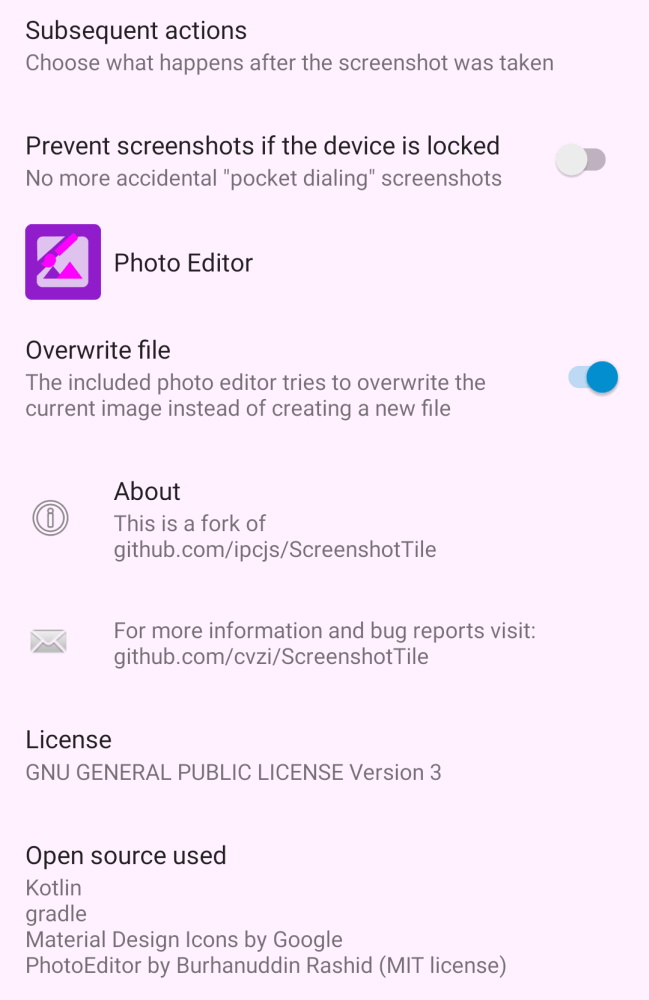 Subsequent actions
Choose what happens after the screenshot was taken
Prevent screenshots if the device is locked
No more accidental "pocket dialing" screenshots
Photo Editor
Overwrite file
The included photo editor tries to overwrite the
current image instead of creating a new file
About
This is a fork of
github.com/ipcjs/ScreenshotTile
For more information and bug reports visit:
github.com/cvzi/ScreenshotTile
License
GNU GENERAL PUBLIC LICENSE Version 3
Open source used
Kotlin
gradle
Material Design Icons by Google
PhotoEditor by Burhanuddin Rashid (MIT license)